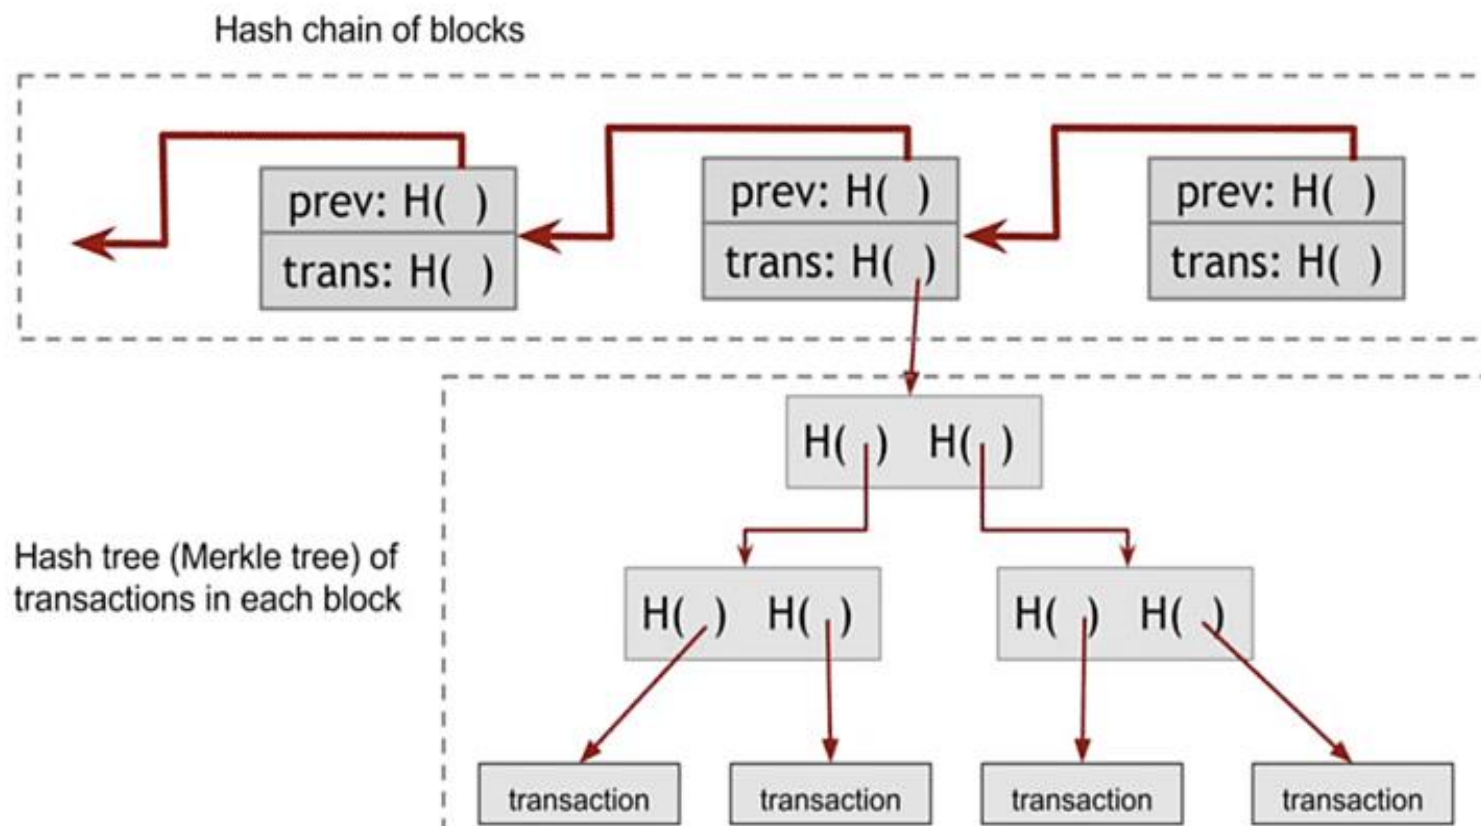 Hash chain of blocks
prev: H( )
trans: H( )
prev: H( )
trans: H( )
prev: H( )
trans: H( )
H( ) H( )
Hash tree (Merkle tree) of
transactions in each block
H( ) H( )
H( ) H( )
transaction
transaction
transaction
transaction